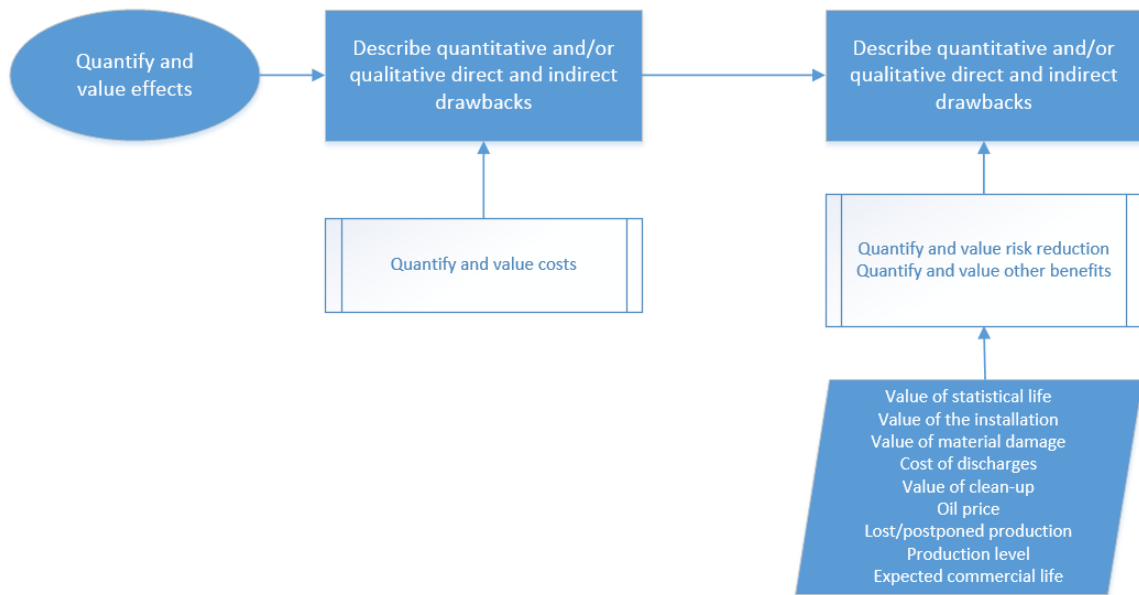 Quantify and
value effects
Describe quantitative and/or
qualitative direct and indirect
drawbacks
Describe quantitative and/or
qualitative direct and indirect
drawbacks
Quantify and value costs
Quantify and value risk reduction
Quantify and value other benefits
Value of statistical life
Value of the installation
Value of material damage
Cost of discharges
Value of clean-up
Oil price
Lost/postponed production
Production level
Expected commercial life